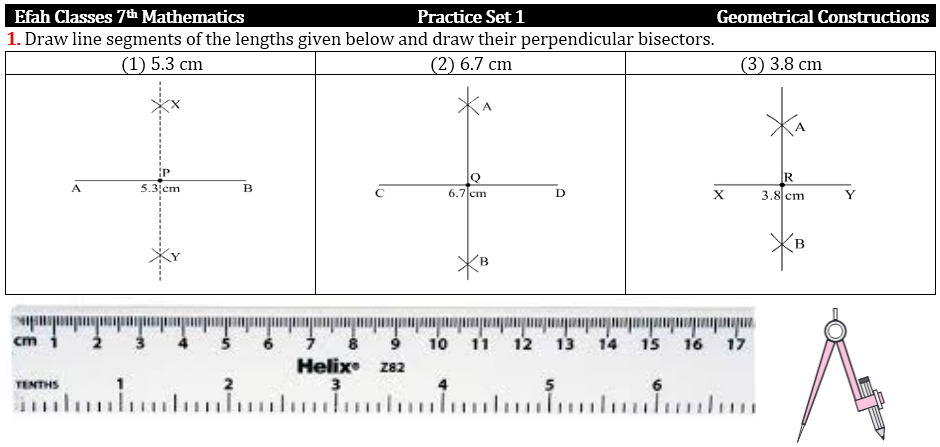 Efah Classes 7th Mathematics Practice Set 1 Geometrical Constructions
1. Draw line segments of the lengths given below and draw their perpendicular bisectors.
(1) 5.3 cm (2) 6.7 cm (3) 3.8 cm
X
P
A 5.3 cm B
Y
A
Q
C 6.7 cm D
B
A
R
X 3.8 cm Y
B
cm 1 2 3 4 5 6 7 8 9 10 11 12 13 14 15 16 17
Helix® Z82
TENTHS 1 2 3 4 5 6